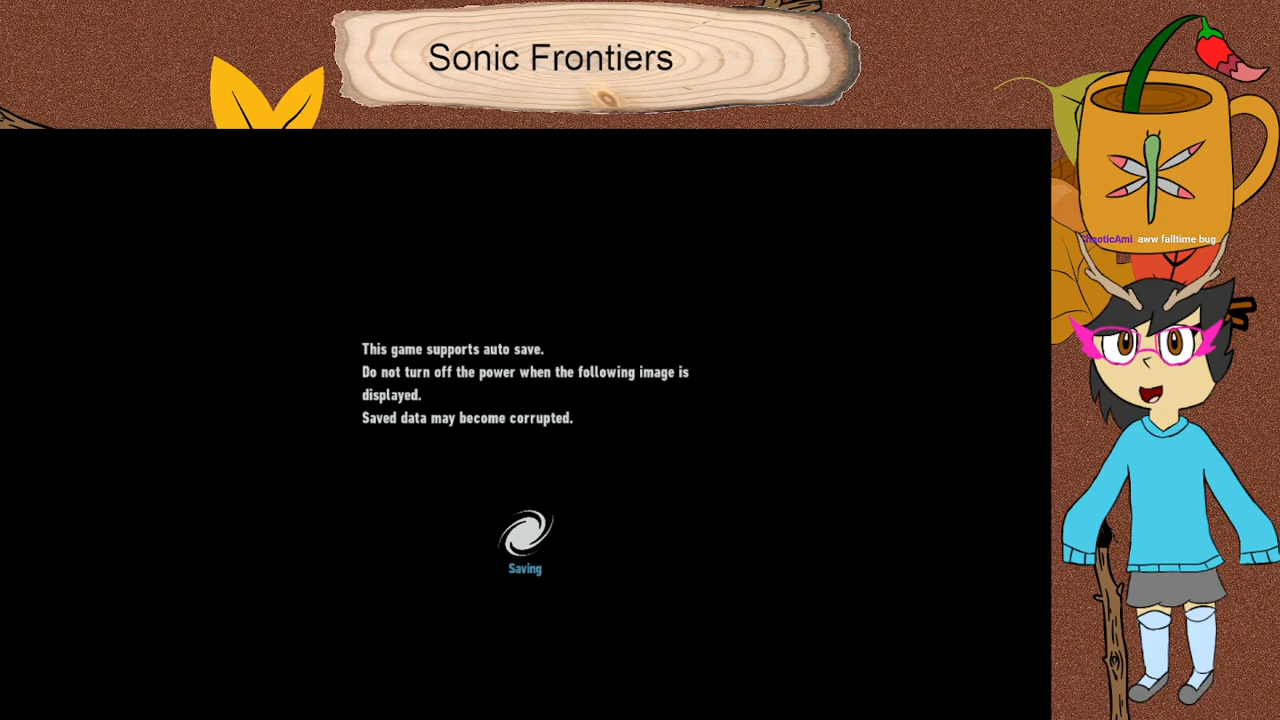 Sonic Frontiers
ChaoticAmi aww falltime bug
This game supports auto save.
Do not turn off the power when the following image is
displayed.
Saved data may become corrupted.
Saving